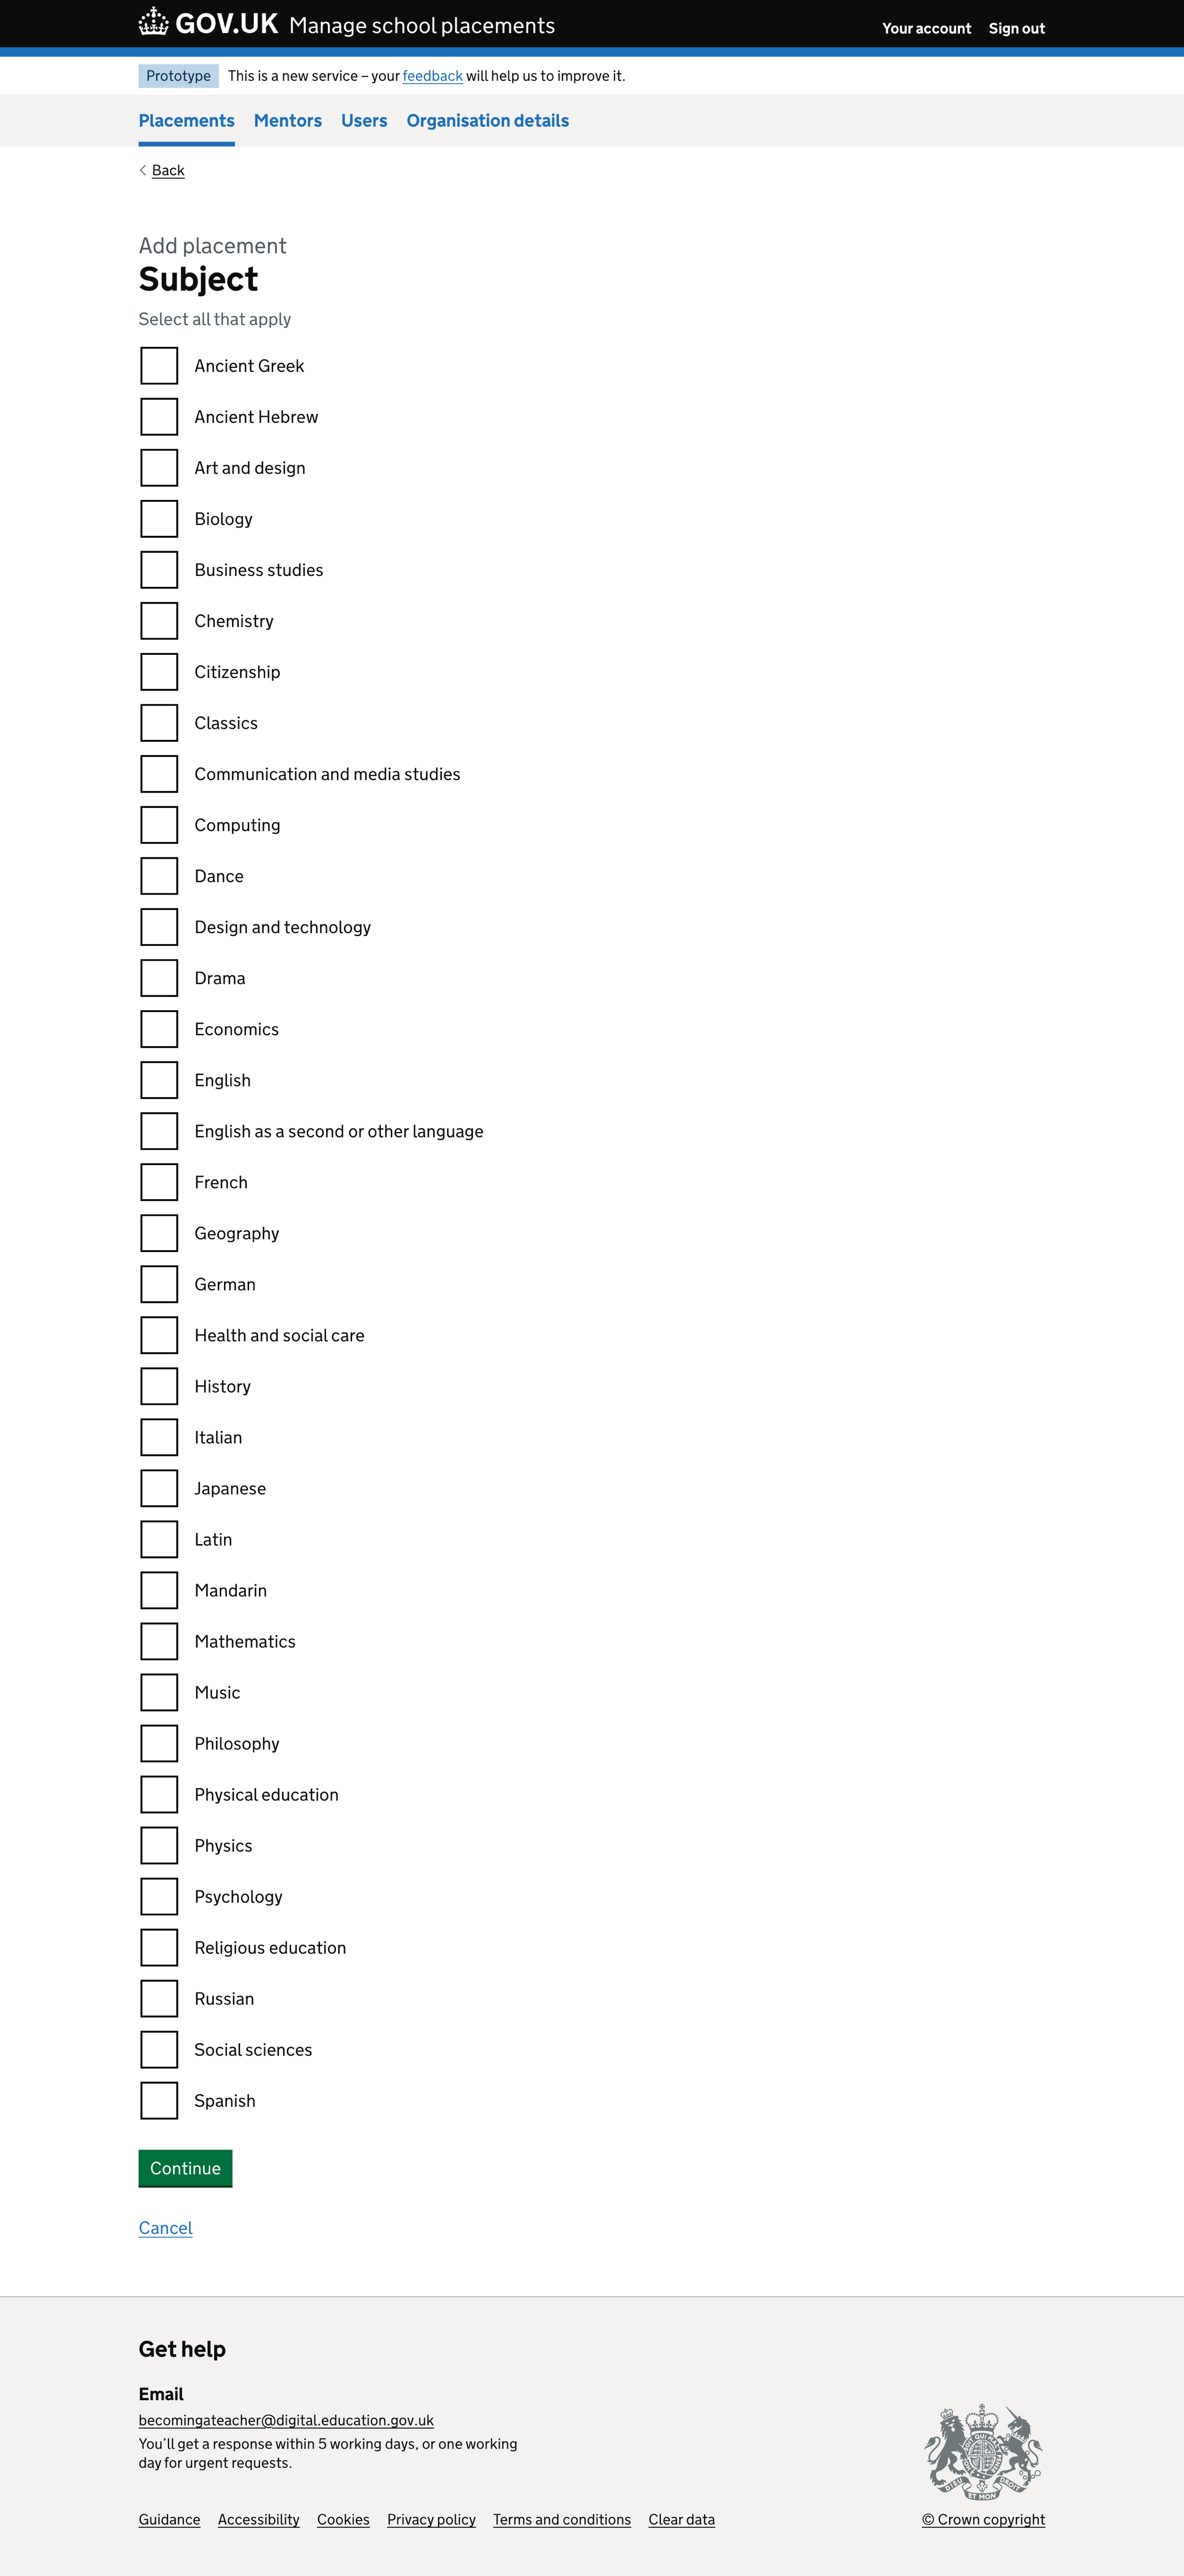 GOV.UK Manage school placements
Your account Sign out
Prototype This is a new service – your feedback will help us to improve it.
Placements Mentors Users Organisation details
Back
Add placement
Subject
Select all that apply
Ancient Greek
Ancient Hebrew
Art and design
Biology
Business studies
Chemistry
Citizenship
Classics
Communication and media studies
Computing
Dance
Design and technology
Drama
Economics
English
English as a second or other language
French
Geography
German
Health and social care
History
Italian
Japanese
Latin
Mandarin
Mathematics
Music
Philosophy
Physical education
Physics
Psychology
Religious education
Russian
Social sciences
Spanish
Continue
Cancel
Get help
Email
becomingateacher@digital.education.gov.uk
You’ll get a response within 5 working days, or one working
day for urgent requests.
DIEU ET MON DROIT
Guidance Accessibility Cookies Privacy policy Terms and conditions Clear data
© Crown copyright